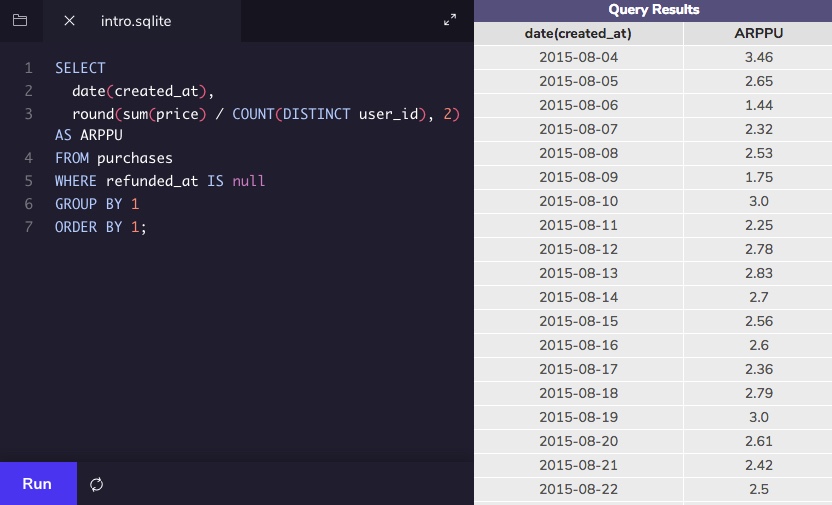 intro.sqlite
1 SELECT
2 date(created_at),
3 round(sum(price) / COUNT(DISTINCT user_id), 2)
AS ARPPU
4 FROM purchases
5 WHERE refunded_at IS null
6 GROUP BY 1
7 ORDER BY 1;
Run
Query Results
date(created_at) ARPPU
2015-08-04 3.46
2015-08-05 2.65
2015-08-06 1.44
2015-08-07 2.32
2015-08-08 2.53
2015-08-09 1.75
2015-08-10 3.0
2015-08-11 2.25
2015-08-12 2.78
2015-08-13 2.83
2015-08-14 2.7
2015-08-15 2.56
2015-08-16 2.6
2015-08-17 2.36
2015-08-18 2.79
2015-08-19 3.0
2015-08-20 2.61
2015-08-21 2.42
2015-08-22 2.5